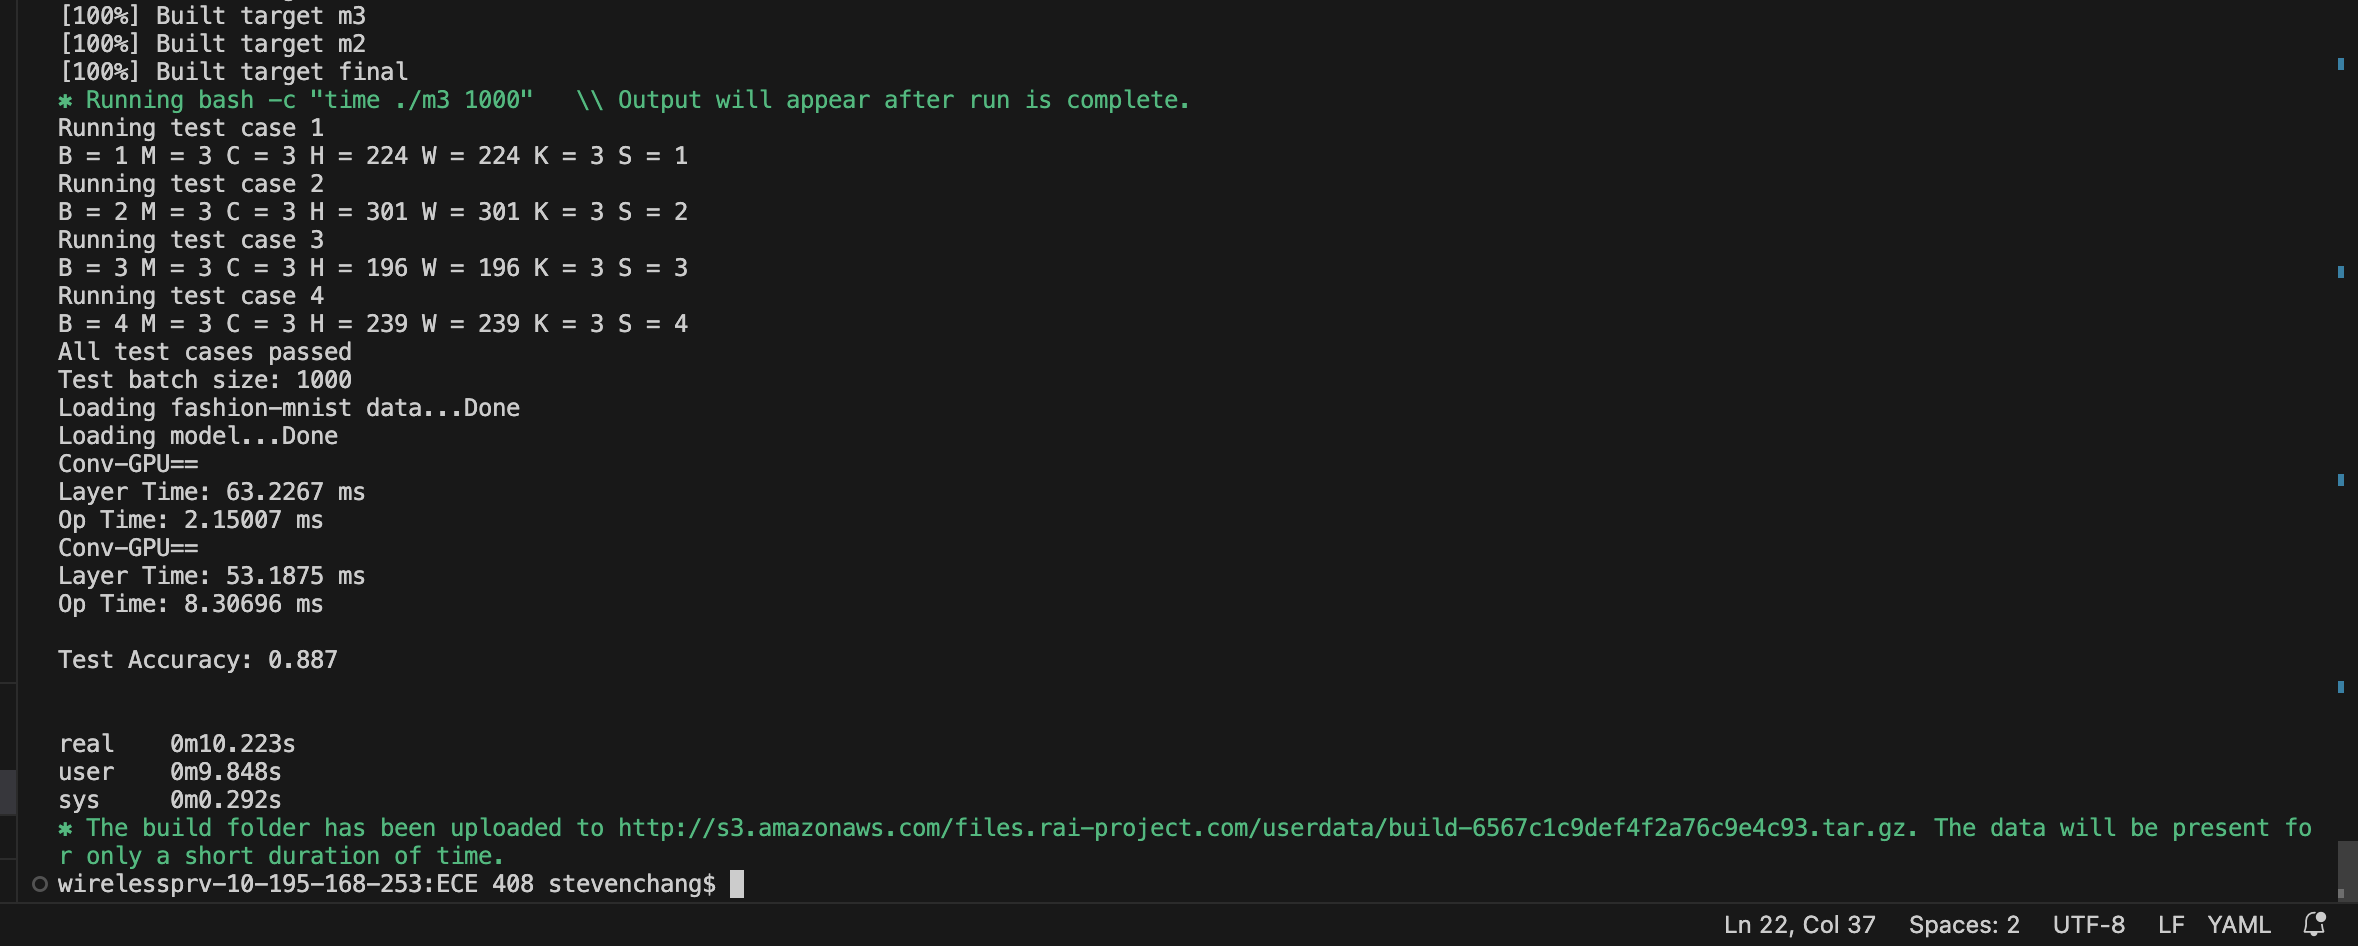 [100%] Built target m3
[100%] Built target m2
[100%] Built target final
✱ Running bash -c "time ./m3 1000"   \\ Output will appear after run is complete.
Running test case 1
B = 1 M = 3 C = 3 H = 224 W = 224 K = 3 S = 1
Running test case 2
B = 2 M = 3 C = 3 H = 301 W = 301 K = 3 S = 2
Running test case 3
B = 3 M = 3 C = 3 H = 196 W = 196 K = 3 S = 3
Running test case 4
B = 4 M = 3 C = 3 H = 239 W = 239 K = 3 S = 4
All test cases passed
Test batch size: 1000
Loading fashion-mnist data...Done
Loading model...Done
Conv-GPU==
Layer Time: 63.2267 ms
Op Time: 2.15007 ms
Conv-GPU==
Layer Time: 53.1875 ms
Op Time: 8.30696 ms
Test Accuracy: 0.887
real    0m10.223s
user    0m9.848s
sys     0m0.292s
✱ The build folder has been uploaded to http://s3.amazonaws.com/files.rai-project.com/userdata/build-6567c1c9def4f2a76c9e4c93.tar.gz. The data will be present fo
r only a short duration of time.
wirelessprv-10-195-168-253:ECE 408 stevenchang$
Ln 22, Col 37 Spaces: 2 UTF-8 LF YAML